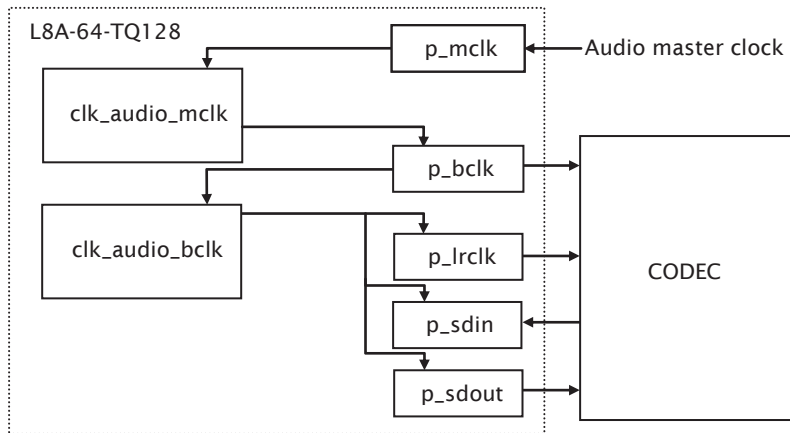 L8A-64-TQ128
p_mclk
Audio master clock
clk_audio_mclk
p_bclk
clk_audio_bclk
p_lrclk
CODEC
p_sdin
p_sdout